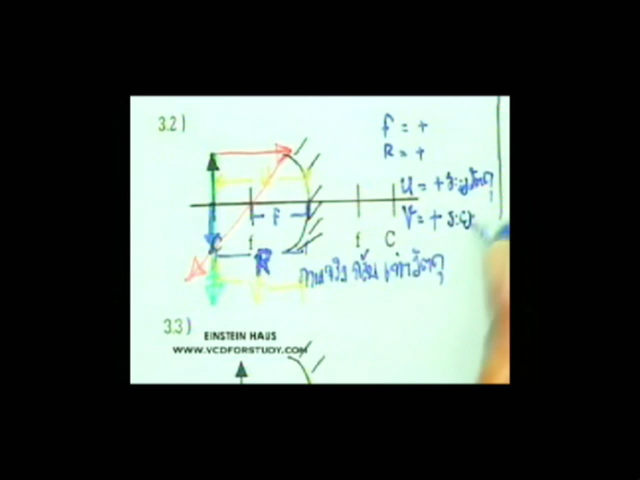 3.2)
f = +
R = +
u = + ระยะวัตถุ
V = + ระยะ
F
C f f C
R
ภาพจริง กลับ เท่าวัตถุ
3.3)
EINSTEIN HAUS
WWW.VCDFORSTUDY.COM